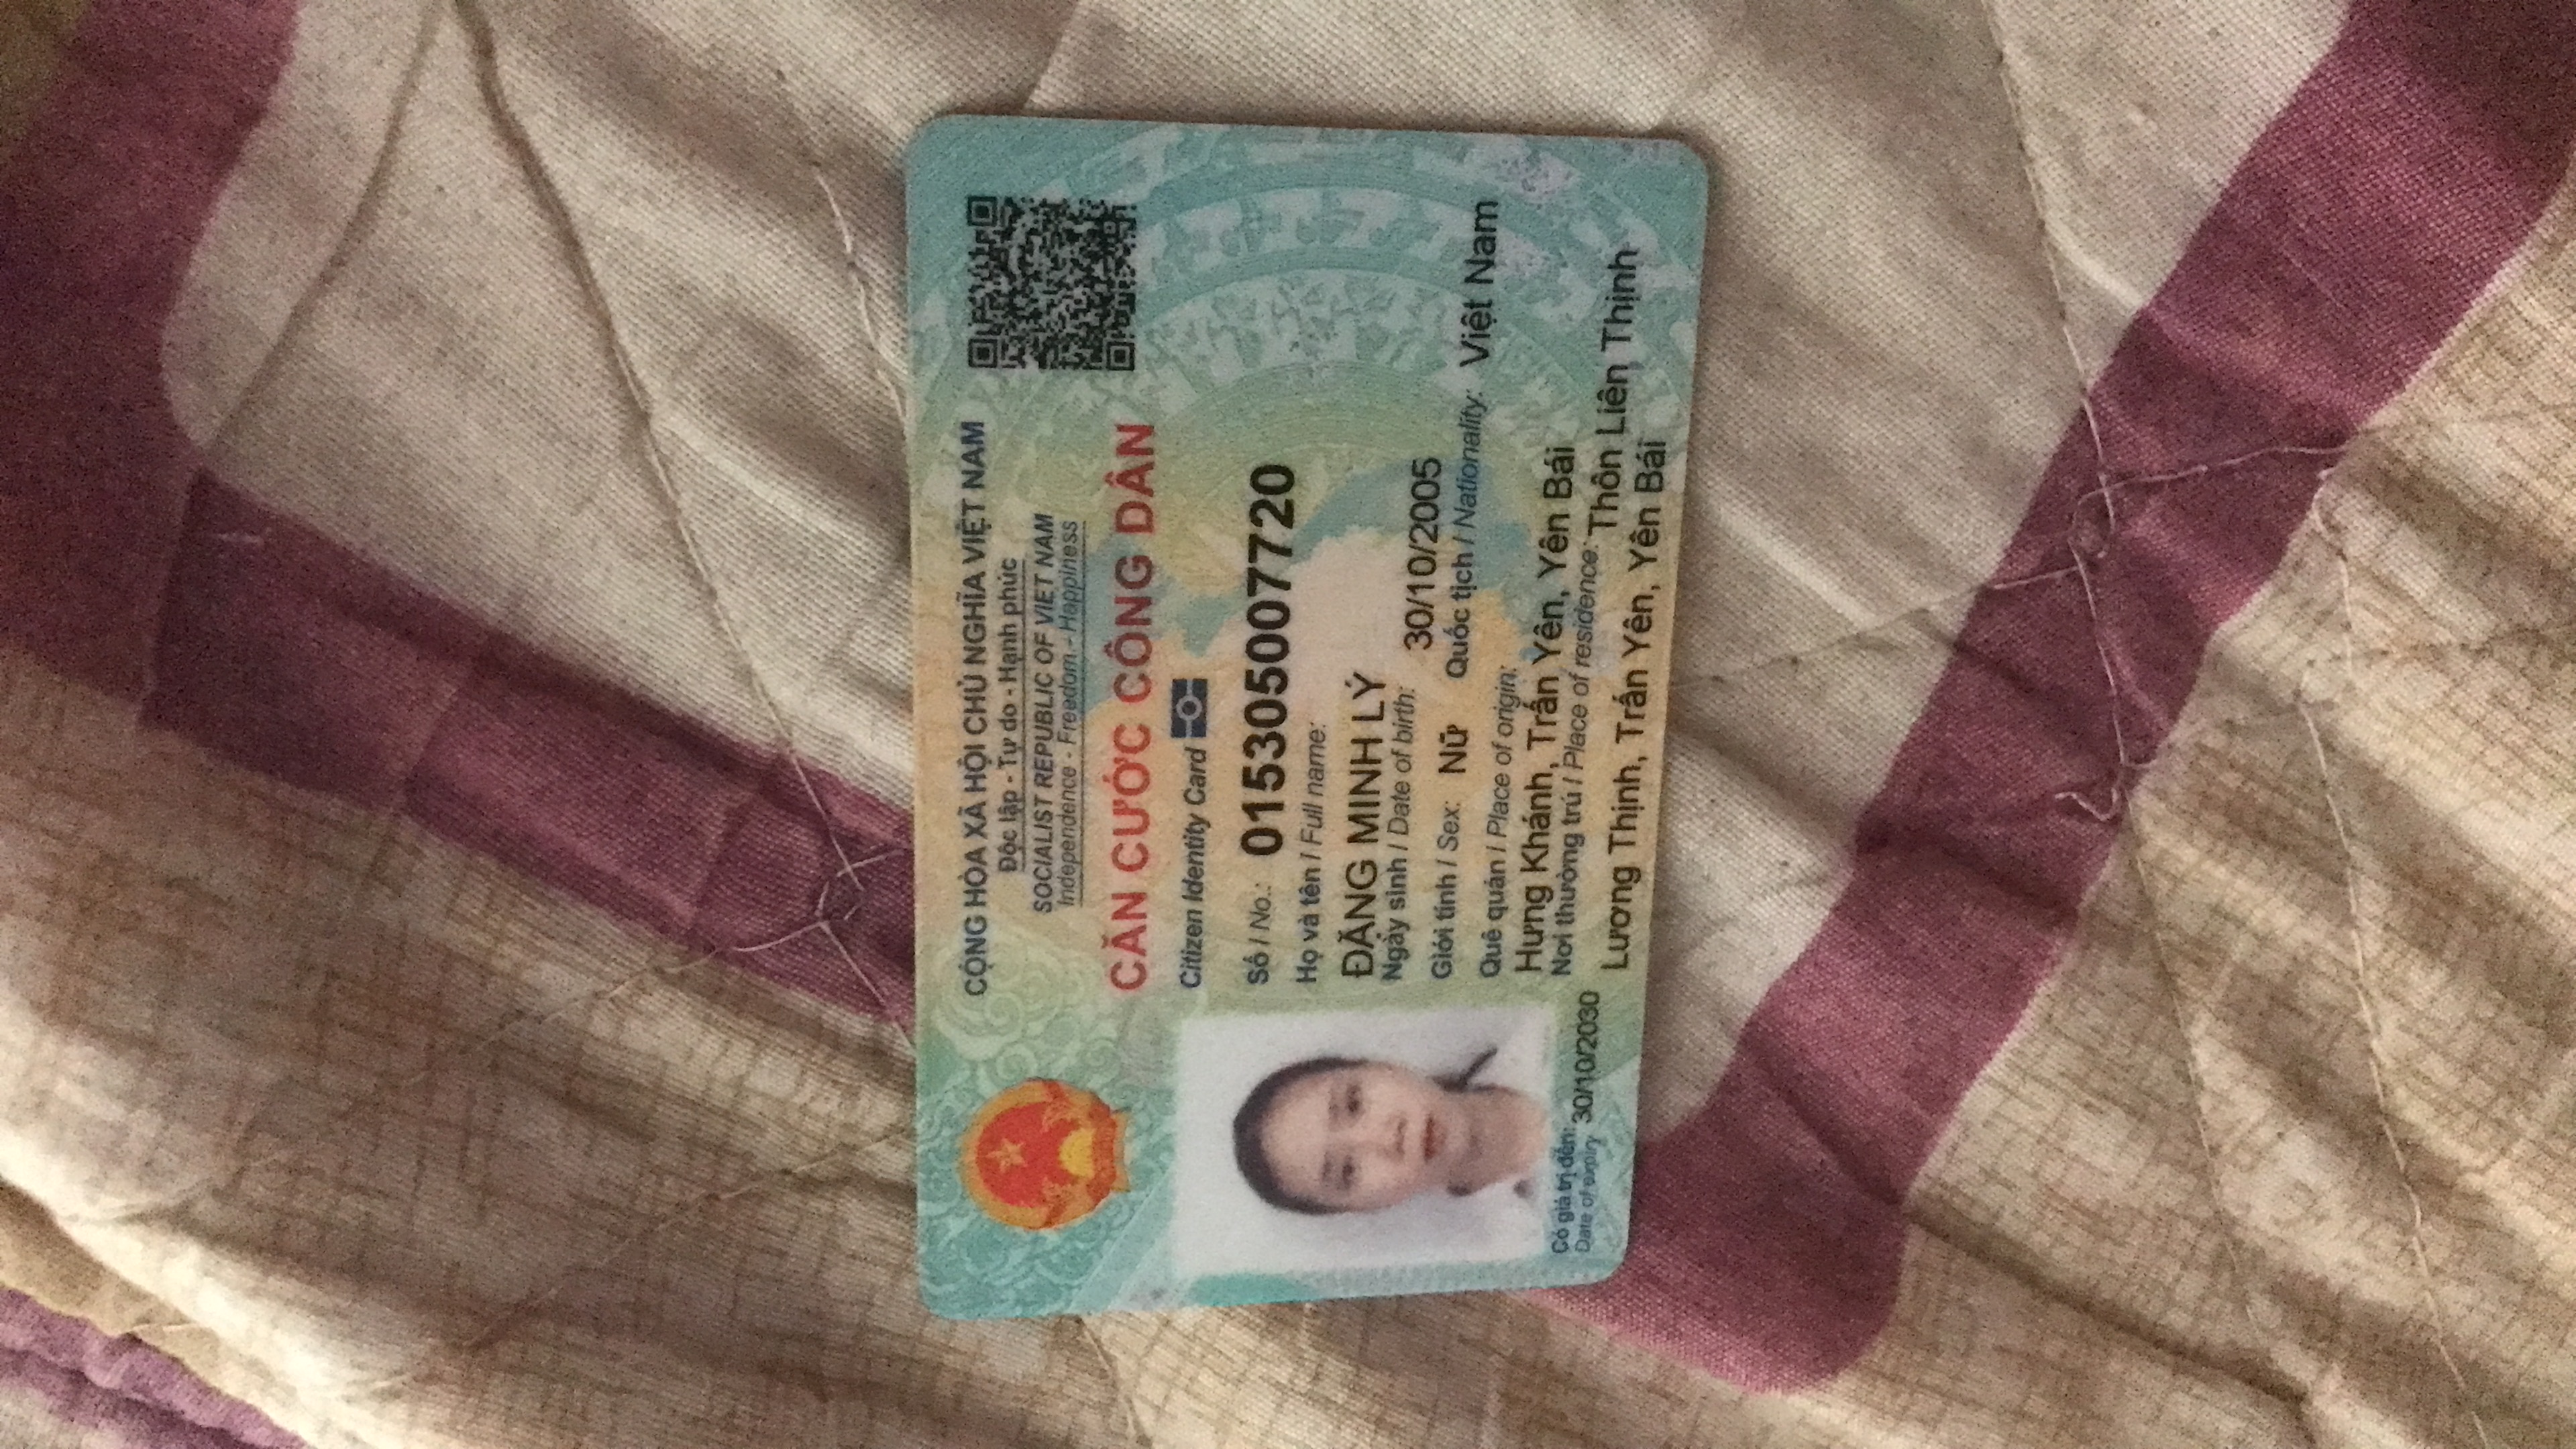 CỘNG HÒA XÃ HỘI CHỦ NGHĨA VIỆT NAM
Độc lập - Tự do - Hạnh phúc
SOCIALIST REPUBLIC OF VIET NAM
Independence - Freedom - Happiness
CĂN CƯỚC CÔNG DÂN
Citizen Identity Card
Số / No.: 015305007720
Họ và tên / Full name:
ĐẶNG MINH LÝ
Ngày sinh / Date of birth: 30/10/2005
Giới tính / Sex: Nữ Quốc tịch / Nationality: Việt Nam
Quê quán / Place of origin:
Hưng Khánh, Trấn Yên, Yên Bái
Nơi thường trú / Place of residence: Thôn Liên Thịnh
Lương Thịnh, Trấn Yên, Yên Bái
Có giá trị đến: 30/10/2030
Date of expiry